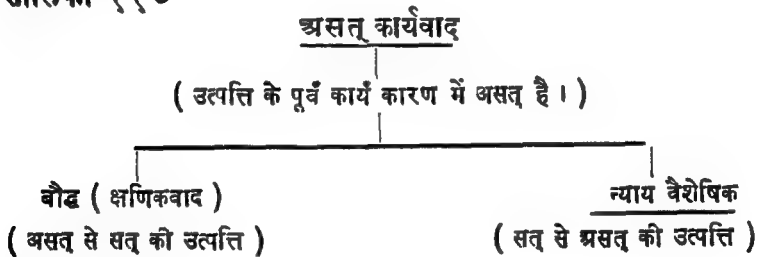 असत् कार्यवाद
( उत्पत्ति के पूर्व कार्य कारण में असत् है । )
बौद्ध ( क्षणिकवाद ) न्याय वैशेषिक
( असत् से सत् की उत्पत्ति ) ( सत् से असत् की उत्पत्ति )